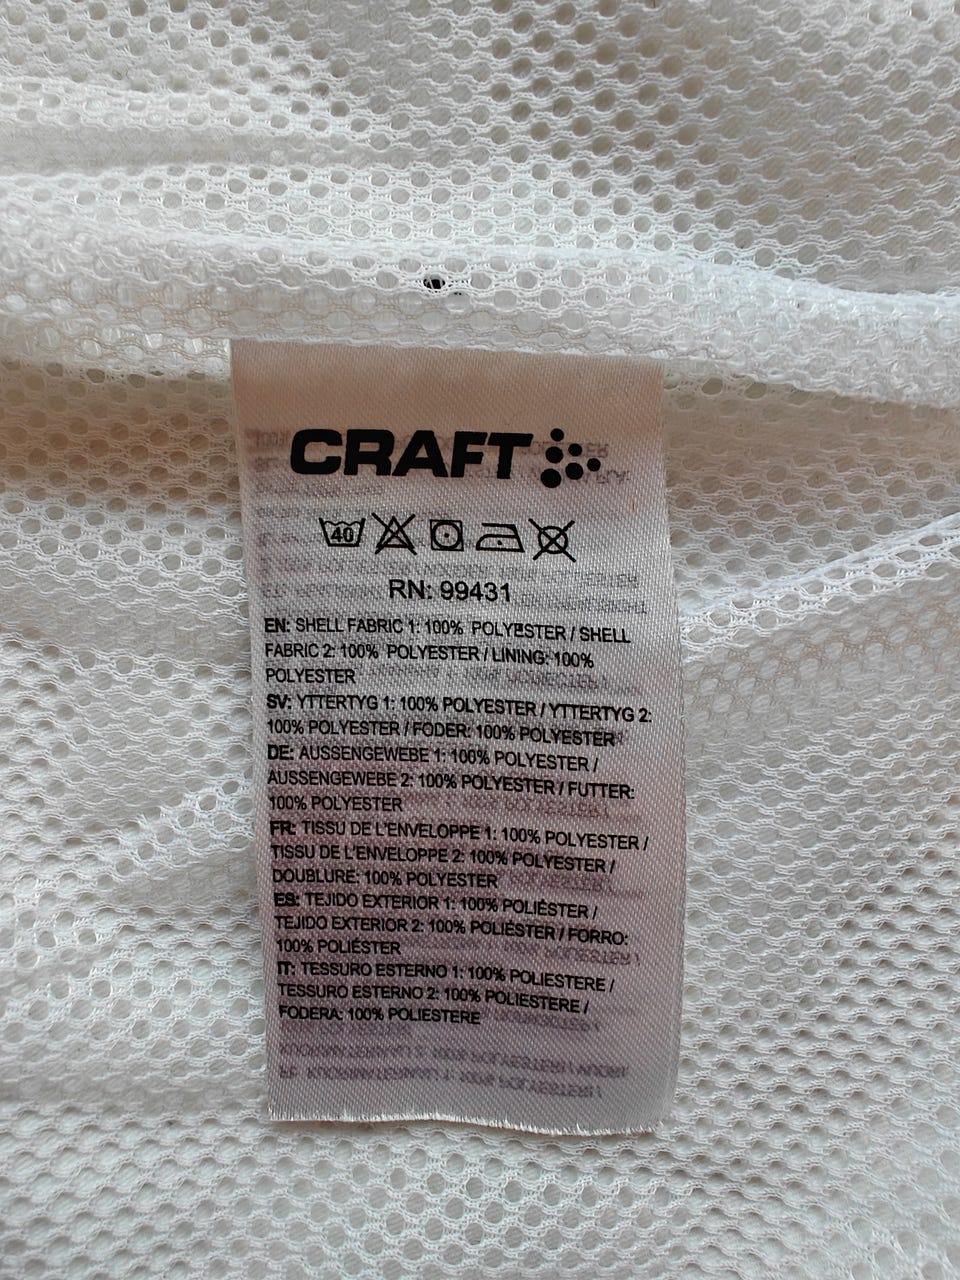 CRAFT
40
RN: 99431
EN: SHELL FABRIC 1: 100% POLYESTER / SHELL
FABRIC 2: 100% POLYESTER / LINING: 100%
POLYESTER
SV: YTTERTYG 1: 100% POLYESTER / YTTERTYG 2:
100% POLYESTER / FODER: 100% POLYESTER
DE: AUSSENGEWEBE 1: 100% POLYESTER /
AUSSENGEWEBE 2: 100% POLYESTER / FUTTER:
100% POLYESTER
FR: TISSU DE L'ENVELOPPE 1: 100% POLYESTER /
TISSU DE L'ENVELOPPE 2: 100% POLYESTER /
DOUBLURE: 100% POLYESTER
ES: TEJIDO EXTERIOR 1: 100% POLIÉSTER /
TEJIDO EXTERIOR 2: 100% POLIÉSTER / FORRO:
100% POLIÉSTER
IT: TESSURO ESTERNO 1: 100% POLIESTERE /
TESSURO ESTERNO 2: 100% POLIESTERE /
FODERA: 100% POLIESTERE